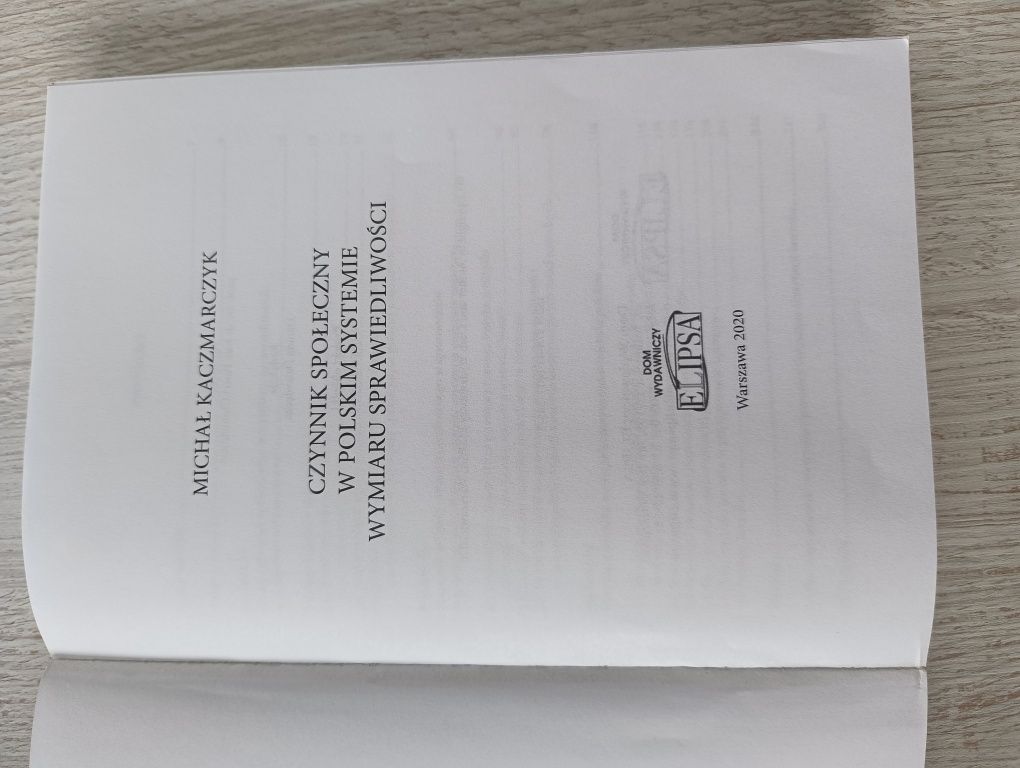 MICHAŁ KACZMARCZYK
CZYNNIK SPOŁECZNY
W POLSKIM SYSTEMIE
WYMIARU SPRAWIEDLIWOŚCI
DOM
WYDAWNICZY
ELIPSA
Warszawa 2020